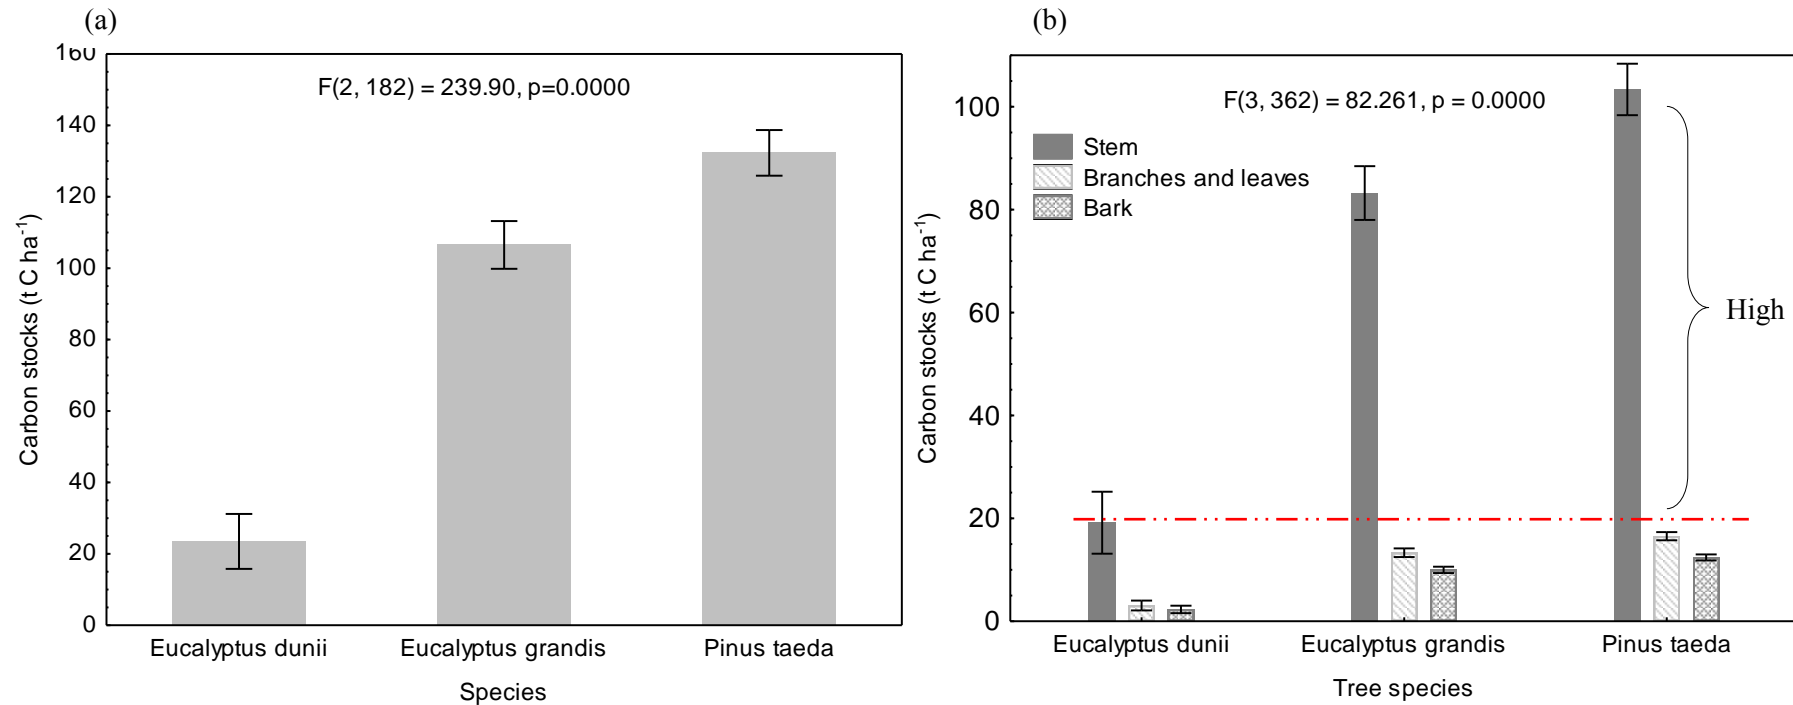 (a)
160
F(2, 182) = 239.90, p=0.0000
140
120
100
80
60
40
20
0
Carbon stocks (t C ha-1)
Eucalyptus dunii Eucalyptus grandis Pinus taeda
Species
(b)
F(3, 362) = 82.261, p = 0.0000
100
Stem
Branches and leaves
Bark
80
60
40
20
0
Carbon stocks (t C ha-1)
High
Eucalyptus dunii Eucalyptus grandis Pinus taeda
Tree species